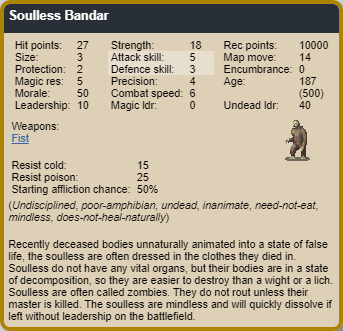 Soulless Bandar
Hit points: 27 Strength: 18 Rec points: 10000
Size: 3 Attack skill: 5 Map move: 14
Protection: 2 Defence skill: 3 Encumbrance: 0
Magic res: 5 Precision: 4 Age: 187
Morale: 50 Combat speed: 6 (500)
Leadership: 10 Magic ldr: 0 Undead ldr: 40
Weapons:
Fist
Resist cold: 15
Resist poison: 25
Starting affliction chance: 50%
(Undisciplined, poor-amphibian, undead, inanimate, need-not-eat,
mindless, does-not-heal-naturally)
Recently deceased bodies unnaturally animated into a state of false
life, the soulless are often dressed in the clothes they died in.
Soulless do not have any vital organs, but their bodies are in a state
of decomposition, so they are easier to destroy than a wight or a lich.
Soulless are often called zombies. They do not rout unless their
master is killed. The soulless are mindless and will quickly dissolve if
left without leadership on the battlefield.